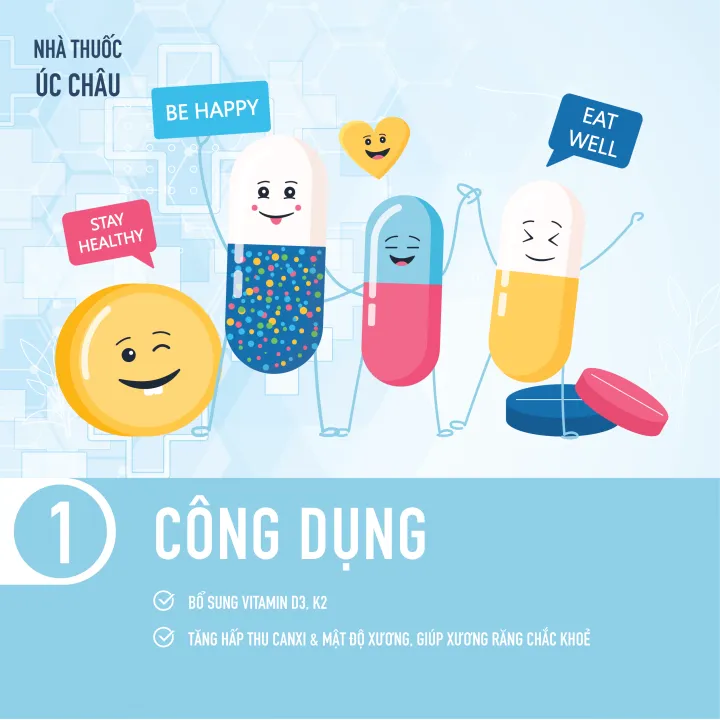 NHÀ THUỐC
ÚC CHÂU
BE HAPPY
EAT
WELL
STAY
HEALTHY
1
CÔNG DỤNG
BỔ SUNG VITAMIN D3, K2
TĂNG HẤP THU CANXI & MẬT ĐỘ XƯƠNG, GIÚP XƯƠNG RĂNG CHẮC KHOẺ